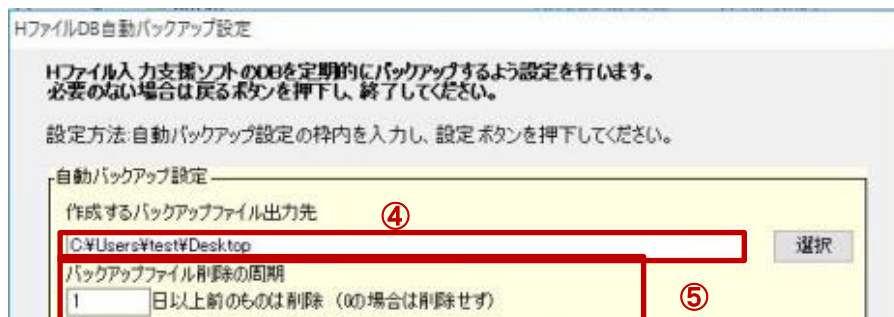 HファイルDB自動バックアップ設定
Hファイル入力支援ソフトのDBを定期的にバックアップするよう設定を行います。
必要のない場合は戻るボタンを押下し、終了してください。
設定方法:自動バックアップ設定の枠内を入力し、設定ボタンを押下してください。
自動バックアップ設定
作成するバックアップファイル出力先
④
C:¥Users¥test¥Desktop
選択
バックアップファイル削除の周期
1 日以上前のものは削除（0の場合は削除せず）
⑤